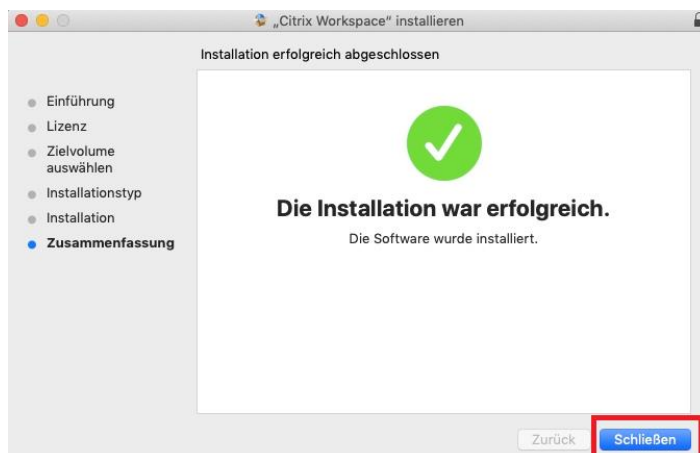 „Citrix Workspace" installieren
Installation erfolgreich abgeschlossen
Einführung
Lizenz
Zielvolume
auswählen
Installationstyp
Installation
Zusammenfassung
Die Installation war erfolgreich.
Die Software wurde installiert.
Zurück
Schließen